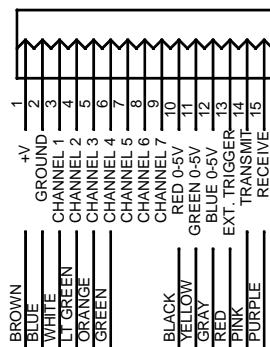 1
2
3
4
5
6
7
8
9
10
11
12
13
14
15
+V
GROUND
CHANNEL 1
CHANNEL 2
CHANNEL 3
CHANNEL 4
CHANNEL 5
CHANNEL 6
CHANNEL 7
RED 0-5V
GREEN 0-5V
BLUE 0-5V
EXT. TRIGGER
TRANSMIT
RECEIVE
BROWN
BLUE
WHITE
LT GREEN
ORANGE
GREEN
BLACK
YELLOW
GRAY
RED
PINK
PURPLE